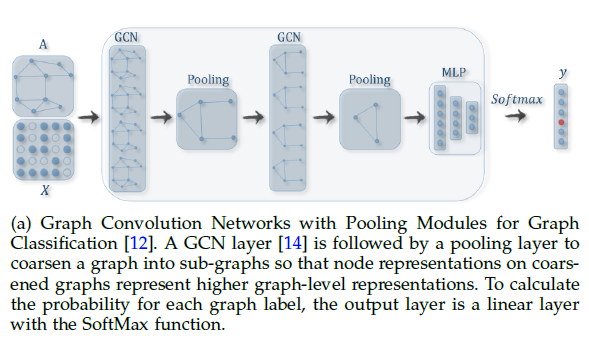 A
GCN
GCN
Pooling
Pooling
MLP
Softmax
y
X
(a) Graph Convolution Networks with Pooling Modules for Graph
Classification [12]. A GCN layer [14] is followed by a pooling layer to
coarsen a graph into sub-graphs so that node representations on coars-
ened graphs represent higher graph-level representations. To calculate
the probability for each graph label, the output layer is a linear layer
with the SoftMax function.